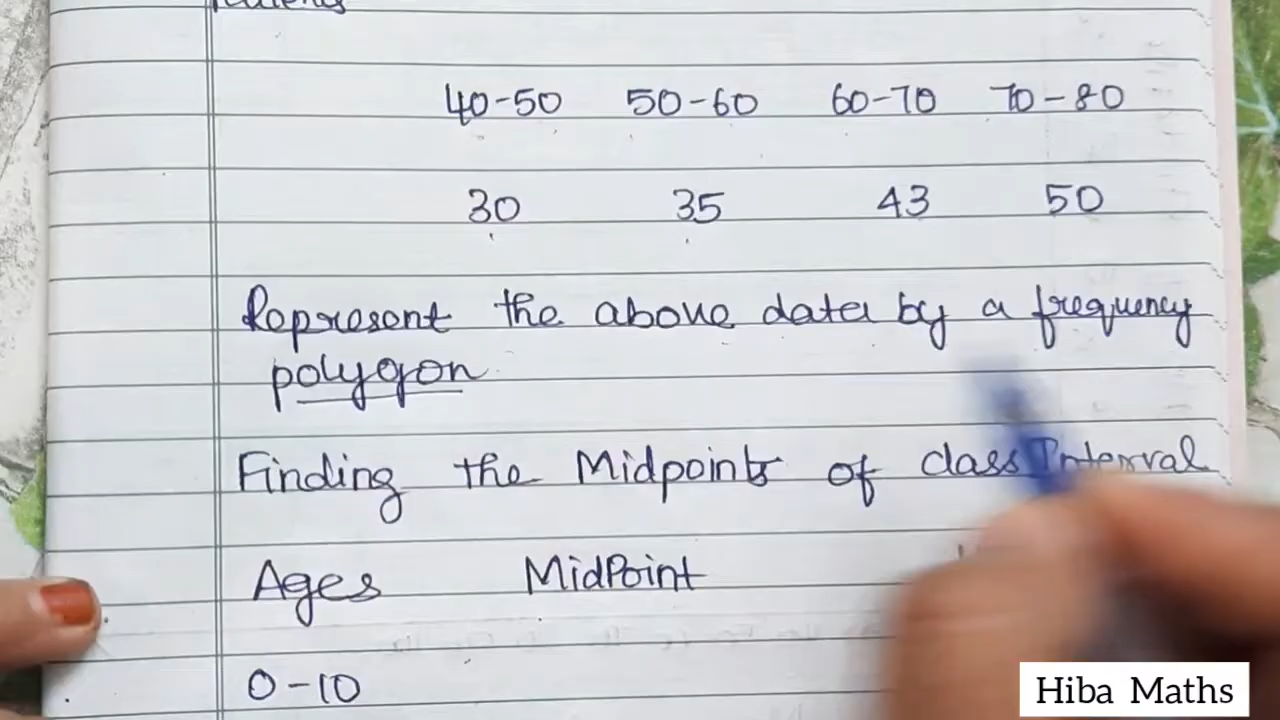 40-50 50-60 60-70 70-80
30 35 43 50
Represent the above data by a frequency
polygon
Finding the Midpoints of class Interval
Ages MidPoint
0-10
Hiba Maths